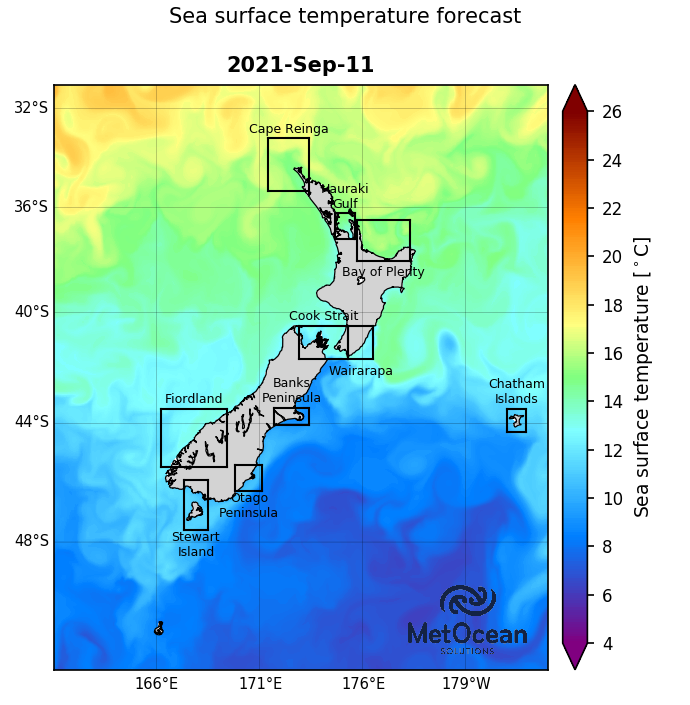 Sea surface temperature forecast
2021-Sep-11
32°S
36°S
40°S
44°S
48°S
Cape Reinga
Hauraki
Gulf
Bay of Plenty
Cook Strait
Wairarapa
Banks
Peninsula
Fiordland
Chatham
Islands
Otago
Peninsula
Stewart
Island
MetOcean
SOLUTIONS
166°E
171°E
176°E
179°W
26
24
22
20
18
16
14
12
10
8
6
4
Sea surface temperature [°C]